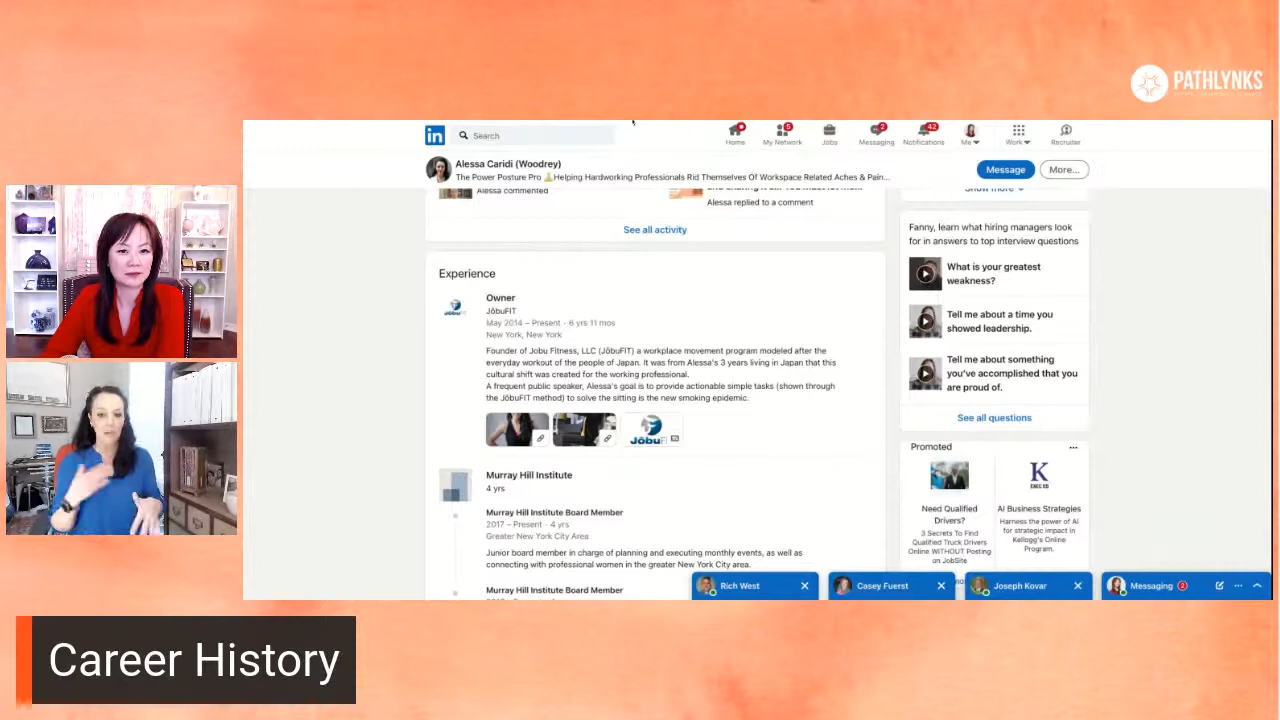 PATHLYNKS
in
Search
Home
5
My Network
Jobs
2
Messaging
42
Notifications
Me
Work
Recruiter
Alessa Caridi (Woodrey)
The Power Posture Pro Helping Hardworking Professionals Rid Themselves Of Workspace Related Aches & Pain...
Message
More...
Alessa commented
Alessa replied to a comment
See all activity
Experience
Owner
JōbuFIT
May 2014 – Present · 6 yrs 11 mos
New York, New York
Founder of Jobu Fitness, LLC (JōbuFIT) a workplace movement program modeled after the
everyday workout of the people of Japan. It was from Alessa's 3 years living in Japan that this
cultural shift was created for the working professional.
A frequent public speaker, Alessa's goal is to provide actionable simple tasks (shown through
the JōbuFIT method) to solve the sitting is the new smoking epidemic.
Murray Hill Institute
4 yrs
Murray Hill Institute Board Member
2017 – Present · 4 yrs
Greater New York City Area
Junior board member in charge of planning and executing monthly events, as well as
connecting with professional women in the greater New York City area.
Murray Hill Institute Board Member
Show more
Fanny, learn what hiring managers look
for in answers to top interview questions
What is your greatest
weakness?
Tell me about a time you
showed leadership.
Tell me about something
you've accomplished that you
are proud of.
See all questions
Promoted
...
Need Qualified
Drivers?
3 Secrets To Find
Qualified Truck Drivers
Online WITHOUT Posting
on JobSite
K
AI Business Strategies
Harness the power of AI
for strategic impact in
Kellogg's Online
Program.
Rich West
Casey Fuerst
Joseph Kovar
Messaging
2
Career History